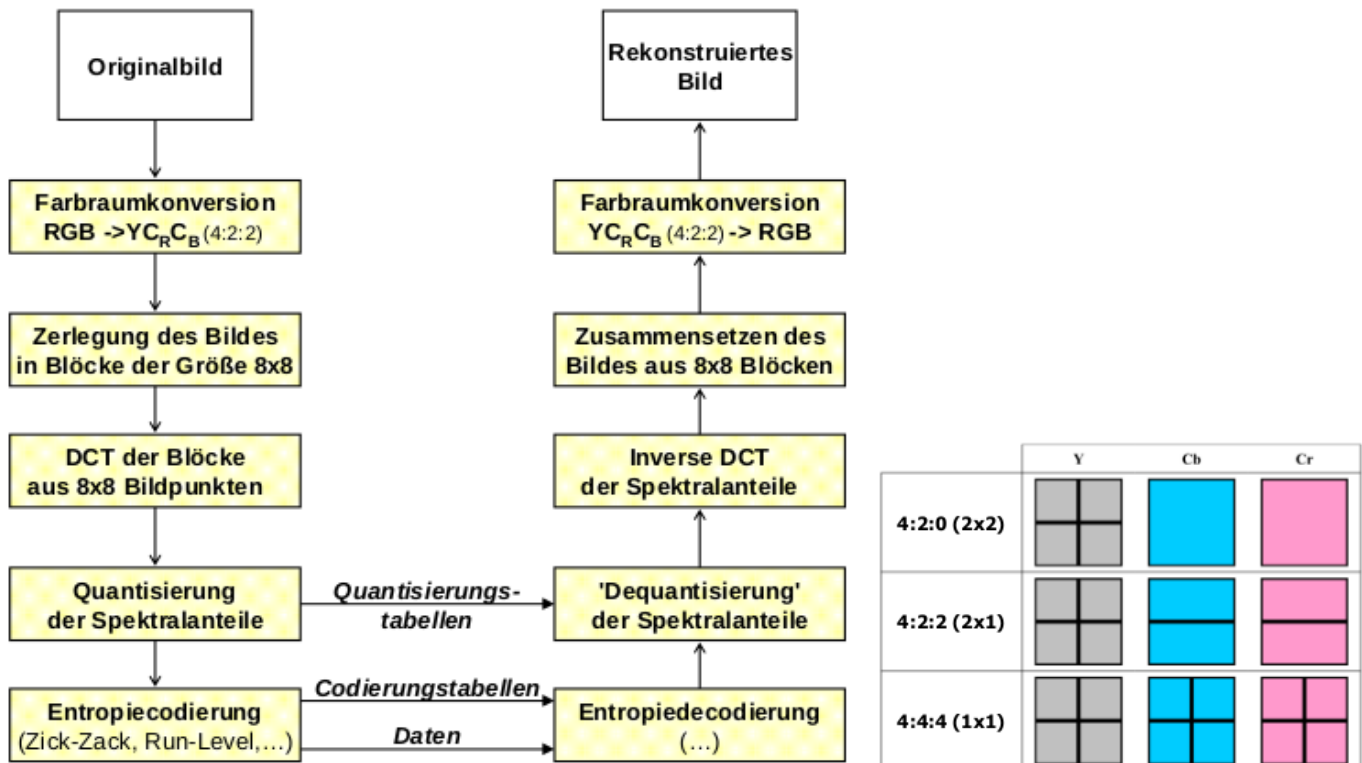 Originalbild
Farbraumkonversion
RGB ->YCRCB (4:2:2)
Zerlegung des Bildes
in Blöcke der Größe 8x8
DCT der Blöcke
aus 8x8 Bildpunkten
Quantisierung
der Spektralanteile
Entropiecodierung
(Zick-Zack, Run-Level,...)
Quantisierungs-
tabellen
Codierungstabellen
Daten
Rekonstruiertes
Bild
Farbraumkonversion
YCRCB (4:2:2) -> RGB
Zusammensetzen des
Bildes aus 8x8 Blöcken
Inverse DCT
der Spektralanteile
'Dequantisierung'
der Spektralanteile
Entropiedecodierung
(...)
Y Cb Cr
4:2:0 (2x2)
4:2:2 (2x1)
4:4:4 (1x1)